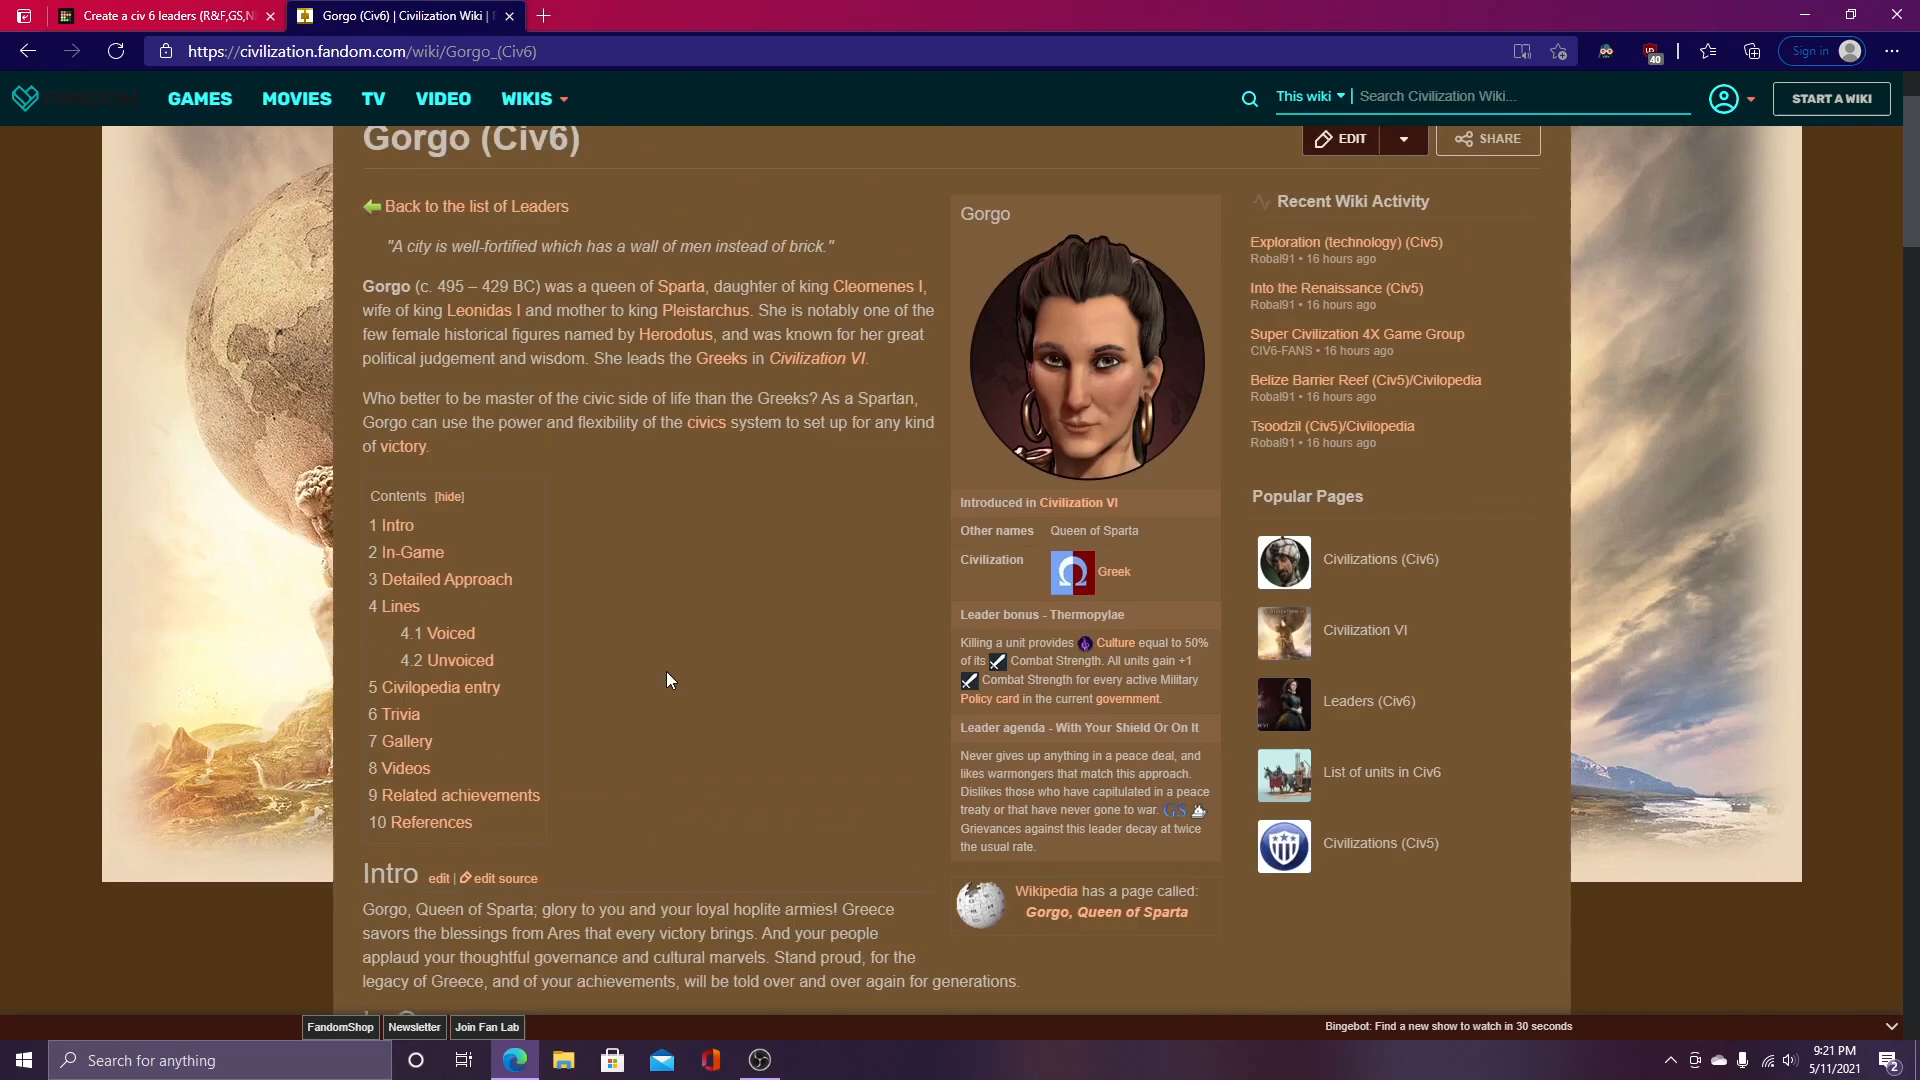 Create a civ 6 leaders (R&F,GS,N
Gorgo (Civ6) | Civilization Wiki |
https://civilization.fandom.com/wiki/Gorgo_(Civ6)
40
Sign in
FANDOM
GAMES
MOVIES
TV
VIDEO
WIKIS
This wiki
Search Civilization Wiki...
START A WIKI
Gorgo (Civ6)
EDIT
SHARE
Back to the list of Leaders
"A city is well-fortified which has a wall of men instead of brick."
Gorgo (c. 495 – 429 BC) was a queen of Sparta, daughter of king Cleomenes I,
wife of king Leonidas I and mother to king Pleistarchus. She is notably one of the
few female historical figures named by Herodotus, and was known for her great
political judgement and wisdom. She leads the Greeks in Civilization VI.
Who better to be master of the civic side of life than the Greeks? As a Spartan,
Gorgo can use the power and flexibility of the civics system to set up for any kind
of victory.
Contents [hide]
1 Intro
2 In-Game
3 Detailed Approach
4 Lines
4.1 Voiced
4.2 Unvoiced
5 Civilopedia entry
6 Trivia
7 Gallery
8 Videos
9 Related achievements
10 References
Intro edit | edit source
Gorgo, Queen of Sparta; glory to you and your loyal hoplite armies! Greece
savors the blessings from Ares that every victory brings. And your people
applaud your thoughtful governance and cultural marvels. Stand proud, for the
legacy of Greece, and of your achievements, will be told over and over again for generations.
Gorgo
Introduced in Civilization VI
Other names Queen of Sparta
Civilization Greek
Leader bonus - Thermopylae
Killing a unit provides Culture equal to 50%
of its Combat Strength. All units gain +1
Combat Strength for every active Military
Policy card in the current government.
Leader agenda - With Your Shield Or On It
Never gives up anything in a peace deal, and
likes warmongers that match this approach.
Dislikes those who have capitulated in a peace
treaty or that have never gone to war. GS
Grievances against this leader decay at twice
the usual rate.
Wikipedia has a page called:
Gorgo, Queen of Sparta
Recent Wiki Activity
Exploration (technology) (Civ5)
Robal91 • 16 hours ago
Into the Renaissance (Civ5)
Robal91 • 16 hours ago
Super Civilization 4X Game Group
CIV6-FANS • 16 hours ago
Belize Barrier Reef (Civ5)/Civilopedia
Robal91 • 16 hours ago
Tsoodzil (Civ5)/Civilopedia
Robal91 • 16 hours ago
Popular Pages
Civilizations (Civ6)
Civilization VI
Leaders (Civ6)
List of units in Civ6
Civilizations (Civ5)
FandomShop
Newsletter
Join Fan Lab
Bingebot: Find a new show to watch in 30 seconds
Search for anything
9:21 PM
5/11/2021
2